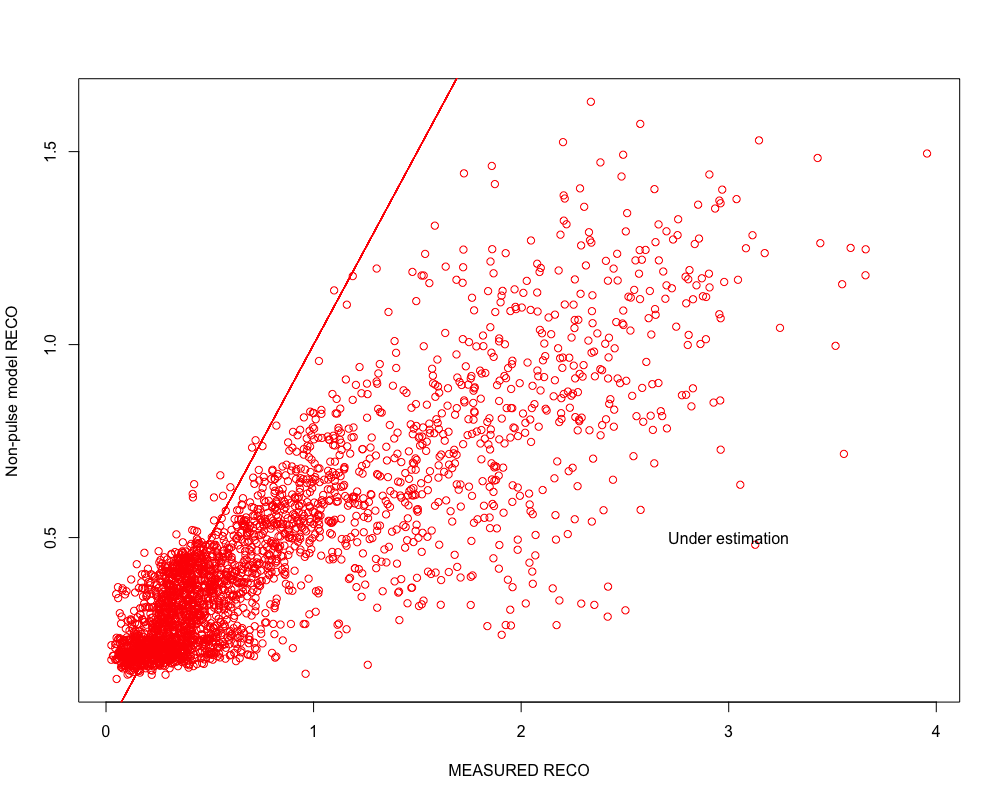 1.5
1.0
0.5
Non-pulse model RECO
Under estimation
0 1 2 3 4
MEASURED RECO